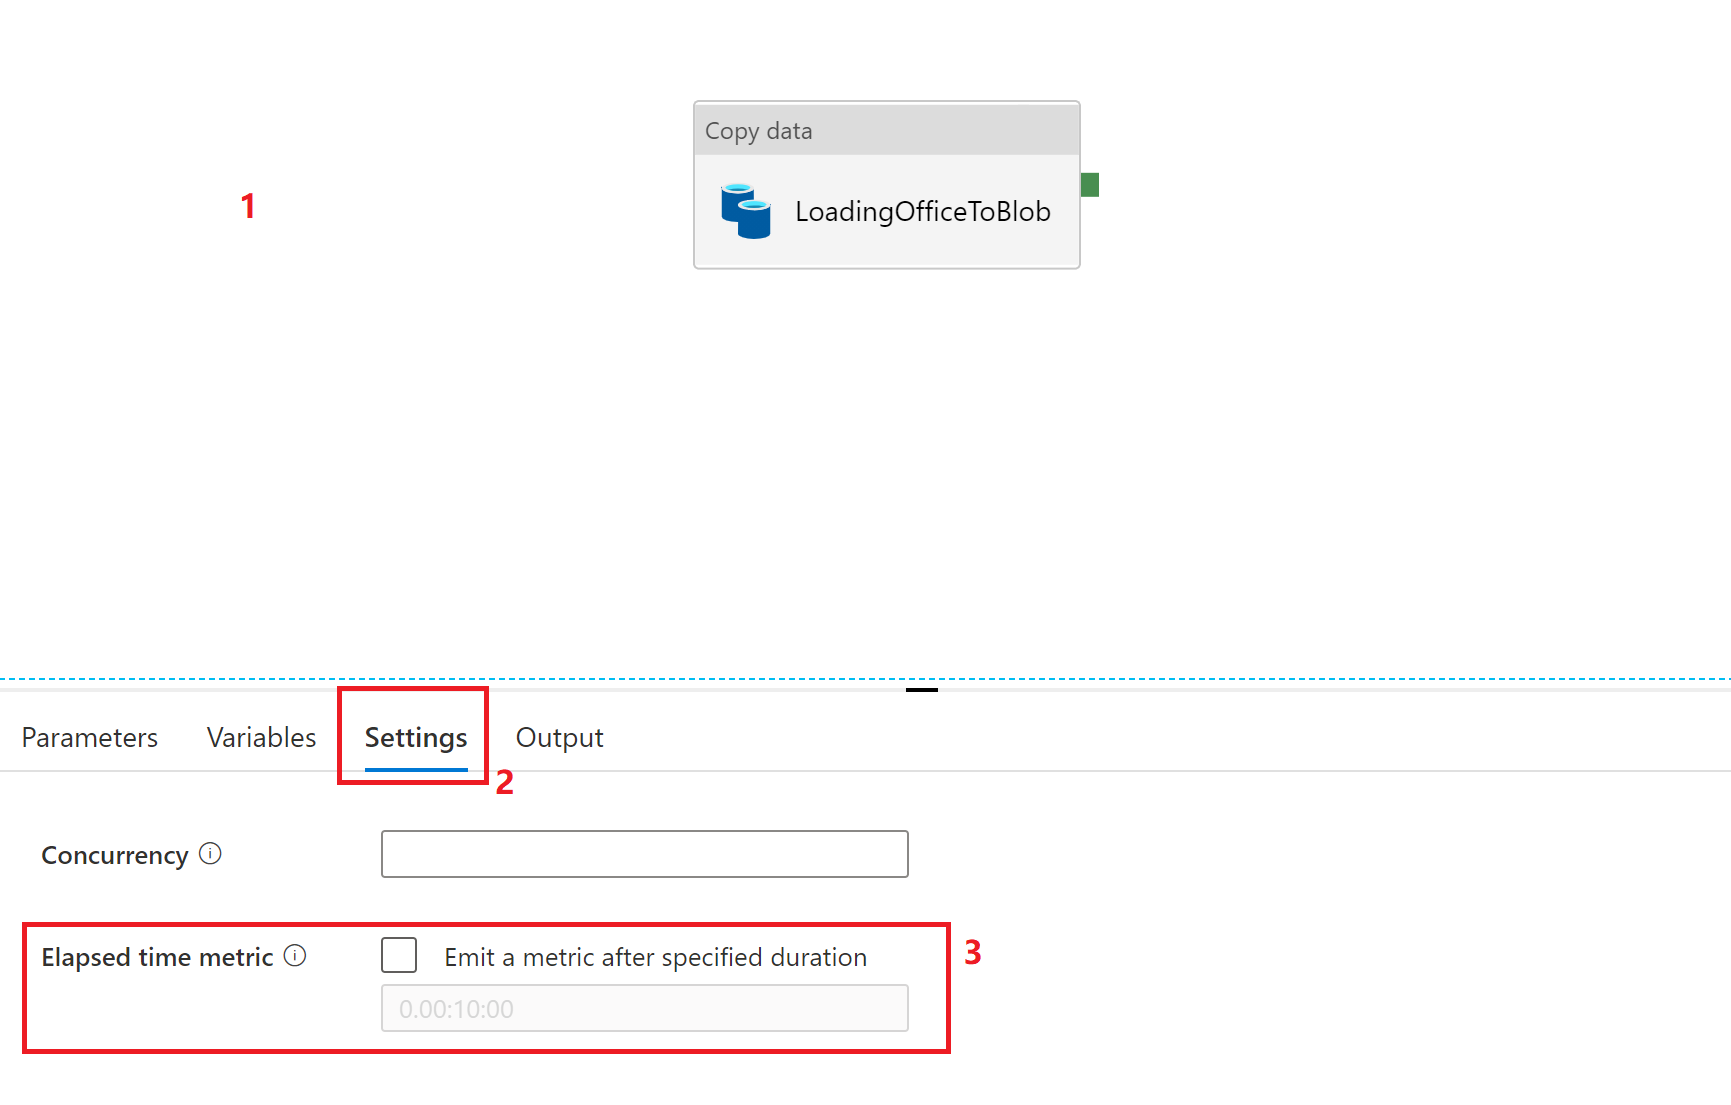 Copy data
1
LoadingOfficeToBlob
Parameters Variables Settings Output
2
Concurrency
Elapsed time metric Emit a metric after specified duration
3
0.00:10:00